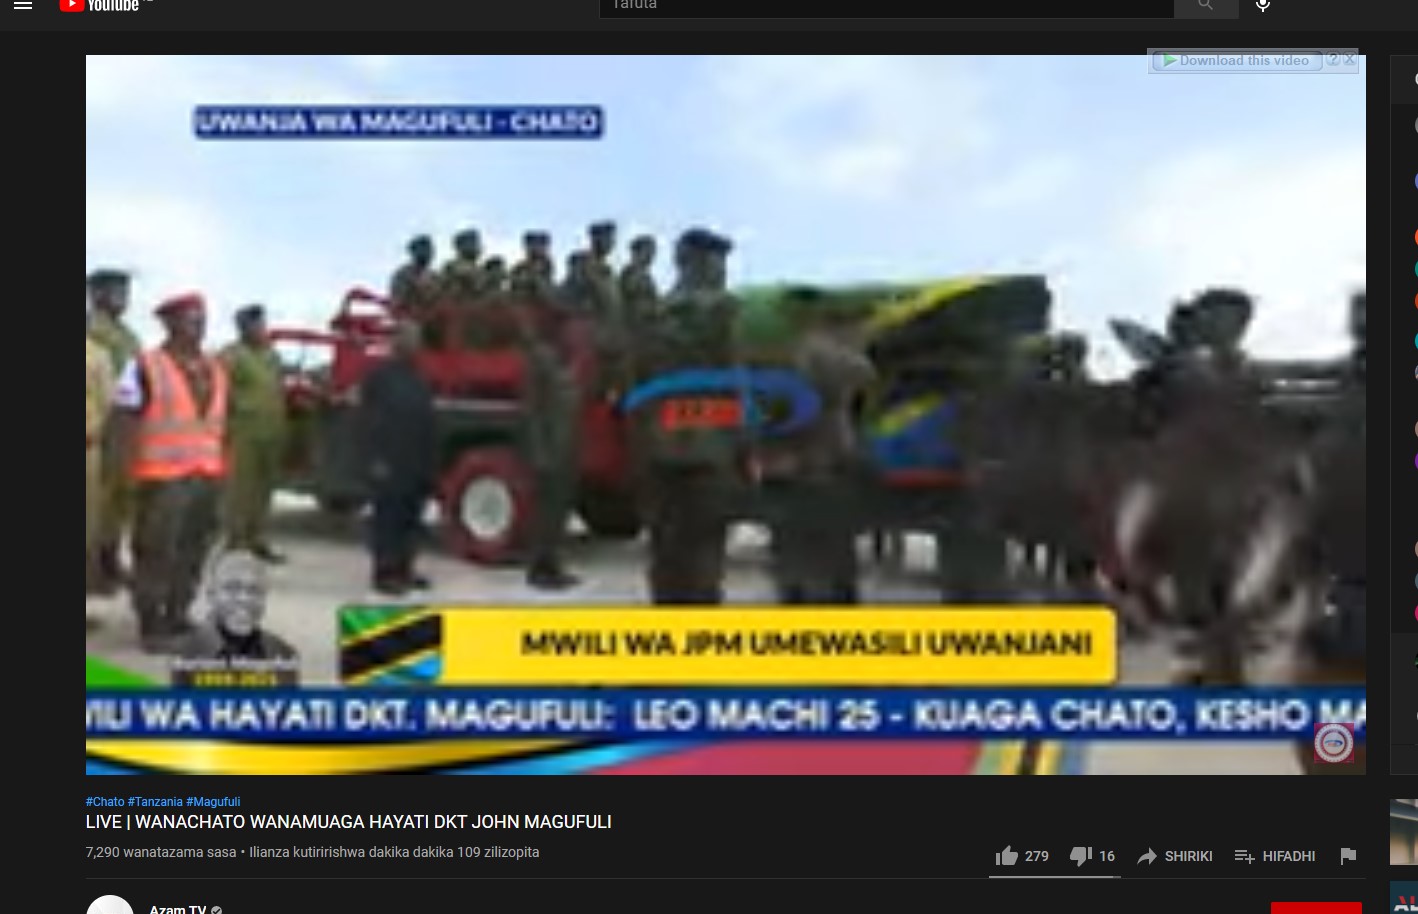 YouTube
Tafuta
Download this video ? X
UWANJA WA MAGUFULI - CHATO
MWILI WA JPM UMEWASILI UWANJANI
WA HAYATI DKT. MAGUFULI: LEO MACHI 25 - KUAGA CHATO, KESHO
#Chato #Tanzania #Magufuli
LIVE | WANACHATO WANAMUAGA HAYATI DKT JOHN MAGUFULI
7,290 wanatazama sasa • Ilianza kutiririshwa dakika dakika 109 zilizopita
279 16 SHIRIKI HIFADHI
Azam TV